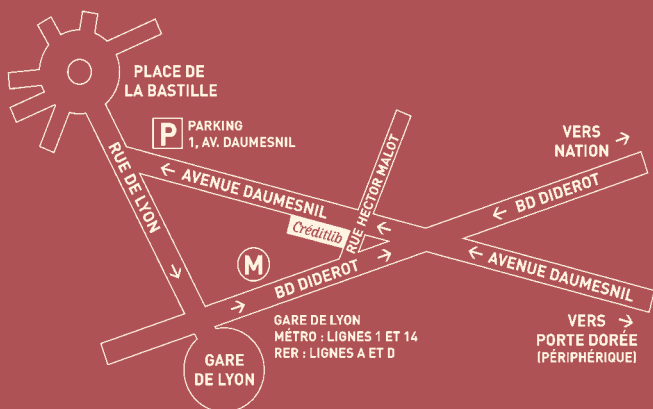 PLACE DE
LA BASTILLE
P
PARKING
1, AV. DAUMESNIL
VERS →
NATION
RUE DE LYON →
← AVENUE DAUMESNIL ←
RUE HECTOR MALOT
← BD DIDEROT
Créditlib
M
→ BD DIDEROT →
← AVENUE DAUMESNIL
GARE DE LYON
MÉTRO : LIGNES 1 ET 14
RER : LIGNES A ET D
VERS →
PORTE DORÉE
(PÉRIPHÉRIQUE)
GARE
DE LYON